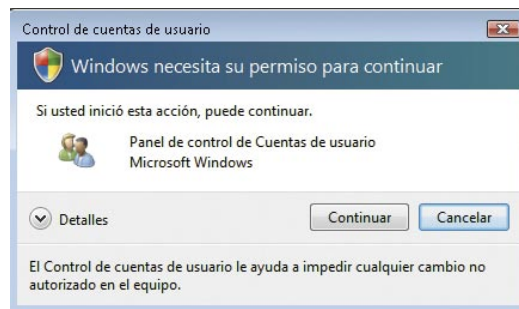 Control de cuentas de usuario
Windows necesita su permiso para continuar
Si usted inició esta acción, puede continuar.
Panel de control de Cuentas de usuario
Microsoft Windows
Detalles
Continuar
Cancelar
El Control de cuentas de usuario le ayuda a impedir cualquier cambio no
autorizado en el equipo.